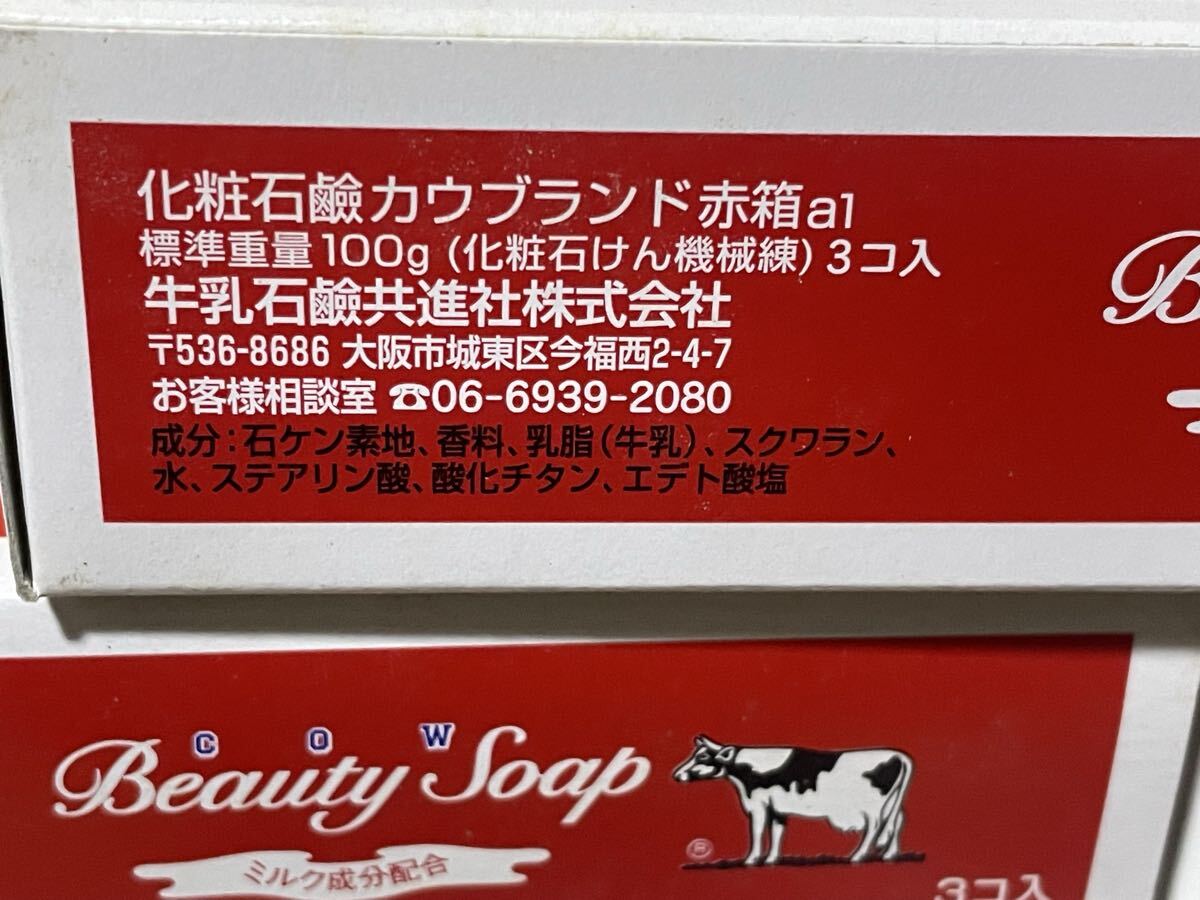 化粧石鹼カウブランド赤箱a1
標準重量100g (化粧石けん機械練) 3コ入
牛乳石鹼共進社株式会社
〒536-8686 大阪市城東区今福西2-4-7
お客様相談室 ☎06-6939-2080
成分：石ケン素地、香料、乳脂(牛乳)、スクワラン、
水、ステアリン酸、酸化チタン、エデト酸塩
B
COW
Beauty Soap
®
ミルク成分配合
3コ入